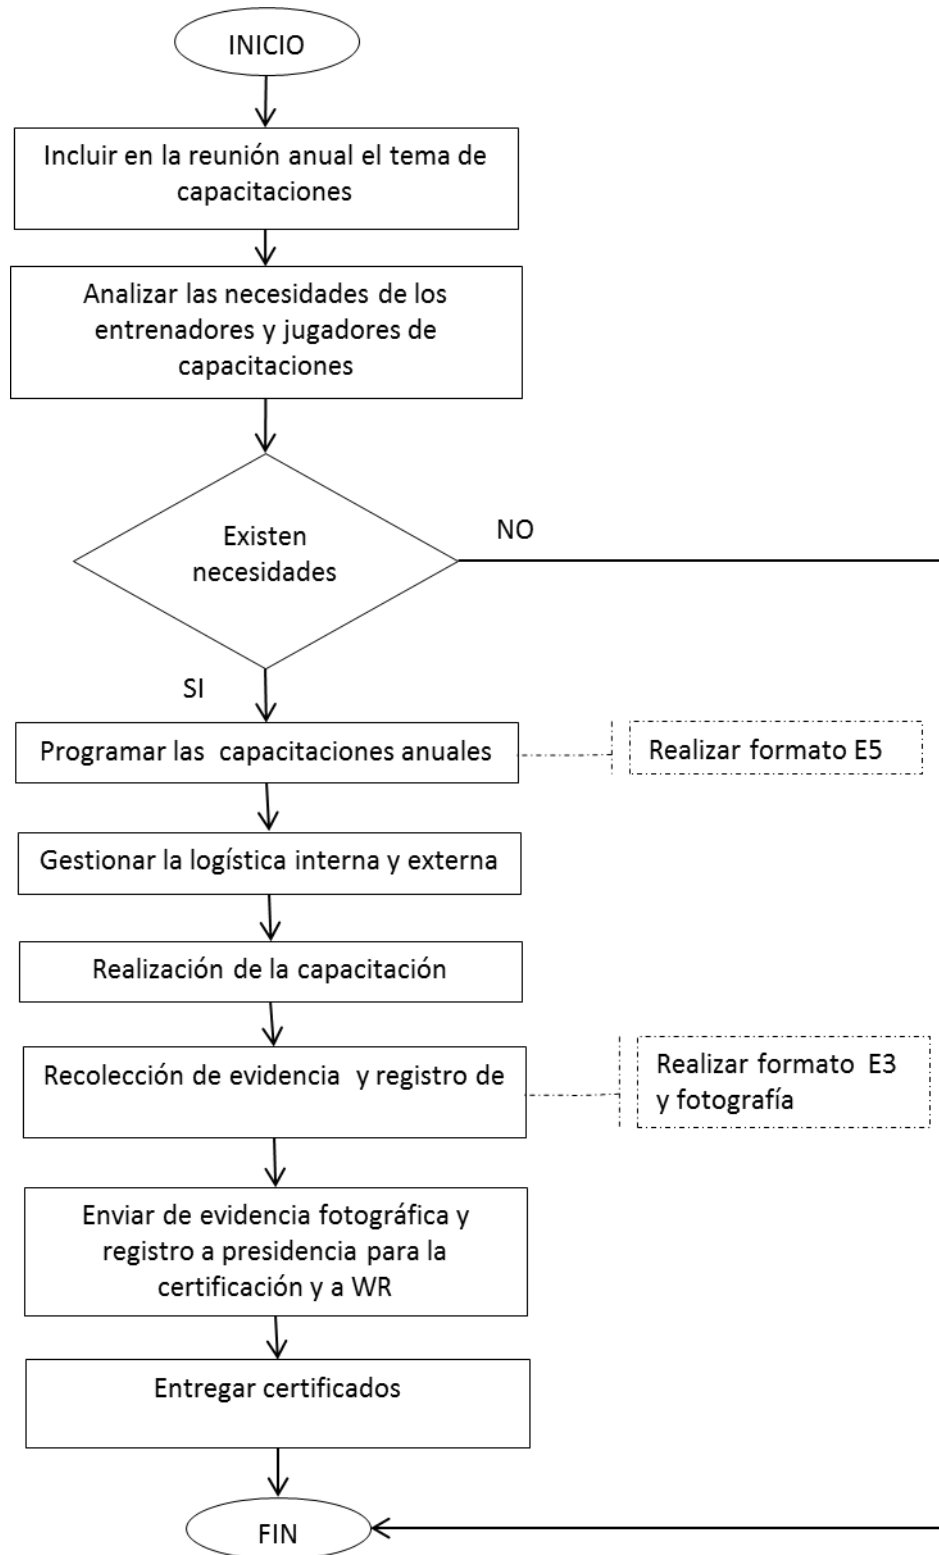 INICIO
Incluir en la reunión anual el tema de
capacitaciones
Analizar las necesidades de los
entrenadores y jugadores de
capacitaciones
Existen
necesidades
NO
SI
Programar las capacitaciones anuales
Realizar formato E5
Gestionar la logística interna y externa
Realización de la capacitación
Recolección de evidencia y registro de
Realizar formato E3
y fotografía
Enviar de evidencia fotográfica y
registro a presidencia para la
certificación y a WR
Entregar certificados
FIN